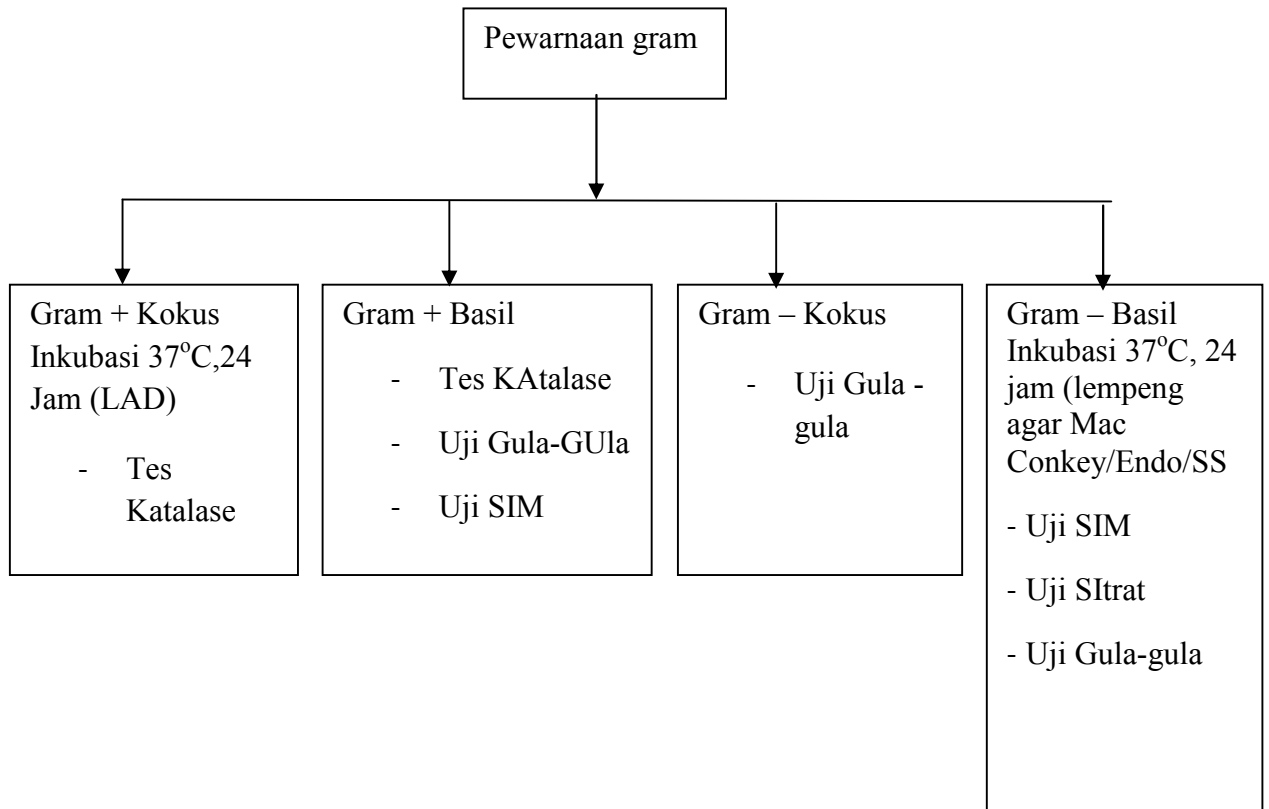 Pewarnaan gram
Gram + Kokus
Inkubasi 37°C,24
Jam (LAD)
- Tes
Katalase
Gram + Basil
- Tes KAtalase
- Uji Gula-GUla
- Uji SIM
Gram – Kokus
- Uji Gula -
gula
Gram – Basil
Inkubasi 37°C, 24
jam (lempeng
agar Mac
Conkey/Endo/SS
- Uji SIM
- Uji SItrat
- Uji Gula-gula